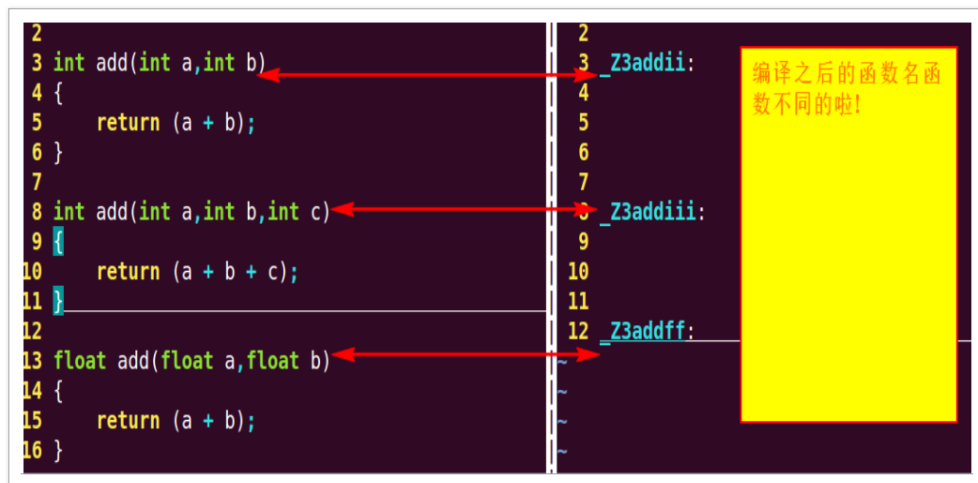 2
3 int add(int a,int b)
4 {
5     return (a + b);
6 }
7
8 int add(int a,int b,int c)
9 {
10     return (a + b + c);
11 }
12
13 float add(float a,float b)
14 {
15     return (a + b);
16 }
2
3 _Z3addii:
4
5
6
7
8 _Z3addiii:
9
10
11
12 _Z3addff:
~
~
~
~
编译之后的函数名函
数不同的啦!